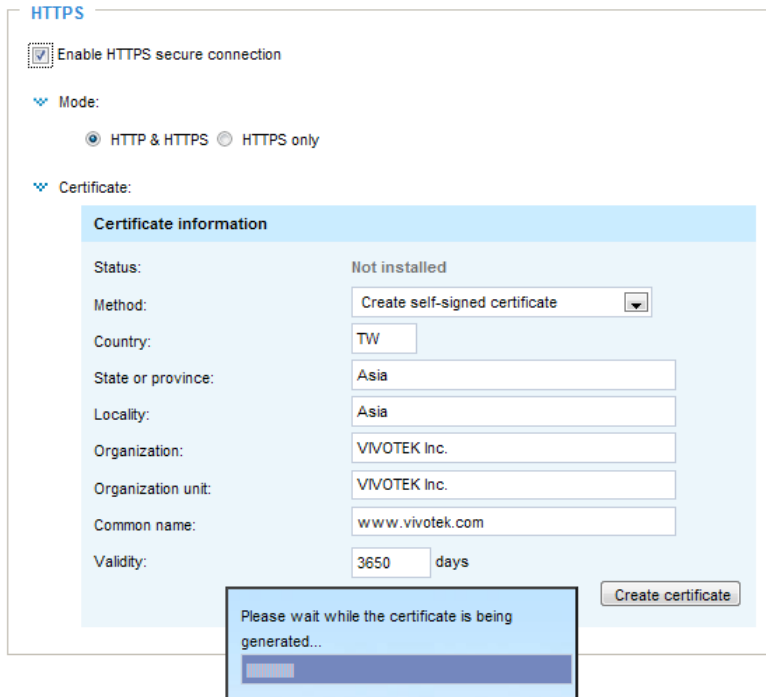 HTTPS
Enable HTTPS secure connection
Mode:
HTTP & HTTPS HTTPS only
Certificate:
Certificate information
Status: Not installed
Method: Create self-signed certificate
Country: TW
State or province: Asia
Locality: Asia
Organization: VIVOTEK Inc.
Organization unit: VIVOTEK Inc.
Common name: www.vivotek.com
Validity: 3650 days
Create certificate
Please wait while the certificate is being
generated...